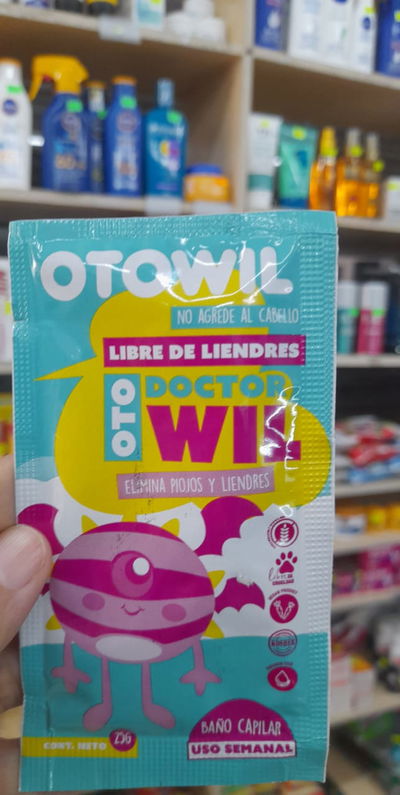 OTOWIL
NO AGREDE AL CABELLO
LIBRE DE LIENDRES
OTO
DOCTOR
WIL
ELIMINA PIOJOS Y LIENDRES
BAÑO CAPILAR
USO SEMANAL
CONT. NETO 25G